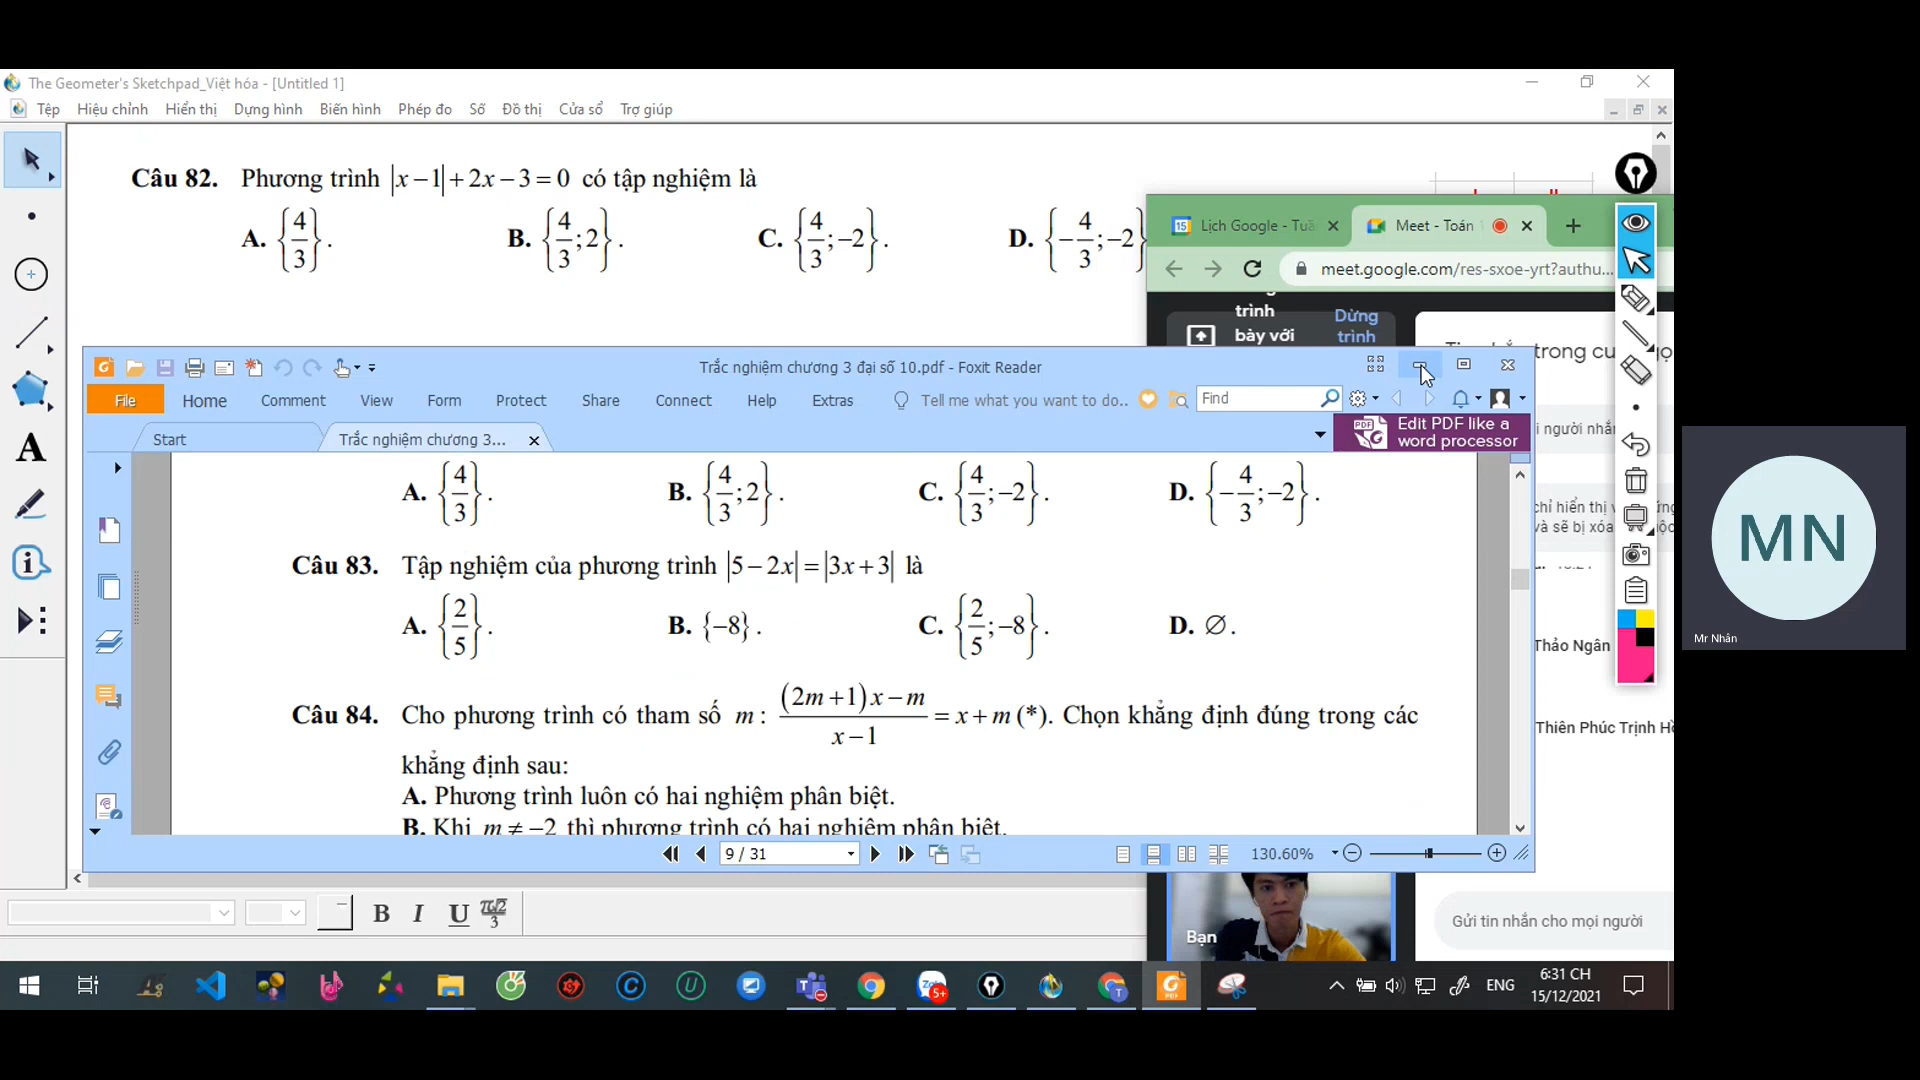 The Geometer's Sketchpad_Việt hóa - [Untitled 1]
Tệp Hiệu chỉnh Hiển thị Dựng hình Biến hình Phép đo Số Đồ thị Cửa sổ Trợ giúp
Câu 82. Phương trình |x−1|+2x−3=0 có tập nghiệm là
A. {4/3}. B. {4/3;2}. C. {4/3;−2}. D. {−4/3;−2}
Lịch Google - Tuầ Meet - Toán
meet.google.com/res-sxoe-yrt?authu...
trình
bày với
Dừng
trình
trong cu
Trắc nghiệm chương 3 đại số 10.pdf - Foxit Reader
File Home Comment View Form Protect Share Connect Help Extras Tell me what you want to do.. Find
Start Trắc nghiệm chương 3...
Edit PDF like a
word processor
A. {4/3}. B. {4/3;2}. C. {4/3;−2}. D. {−4/3;−2}.
Câu 83. Tập nghiệm của phương trình |5−2x|=|3x+3| là
A. {2/5}. B. {−8}. C. {2/5;−8}. D. ∅.
Câu 84. Cho phương trình có tham số m: ((2m+1)x−m)/(x−1) = x+m (*). Chọn khẳng định đúng trong các
khẳng định sau:
A. Phương trình luôn có hai nghiệm phân biệt.
B. Khi m ≠ −2 thì phương trình có hai nghiệm phân biệt.
9 / 31
130.60%
người nhắ
chỉ hiển thị
và sẽ bị xóa
Thảo Ngân
Thiên Phúc Trịnh
Gửi tin nhắn cho mọi người
Bạn
B I U
MN
Mr Nhân
5+
ENG
6:31 CH
15/12/2021